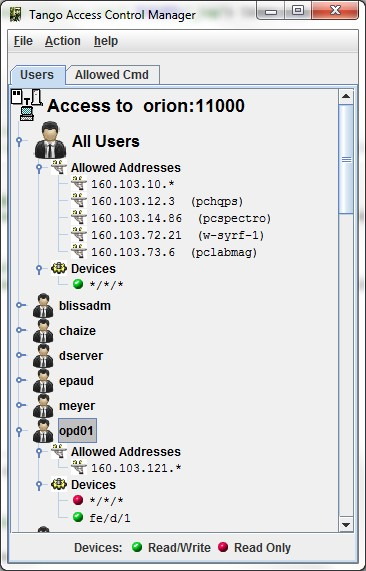 Tango Access Control Manager
File Action help
Users Allowed Cmd
Access to orion:11000
All Users
Allowed Addresses
160.103.10.*
160.103.12.3 (pchqps)
160.103.14.86 (pcspectro)
160.103.72.21 (w-syrf-1)
160.103.73.6 (pclabmag)
Devices
*/*/*
blissadm
chaize
dserver
epaud
meyer
opd01
Allowed Addresses
160.103.121.*
Devices
*/*/*
fe/d/1
Devices: Read/Write Read Only